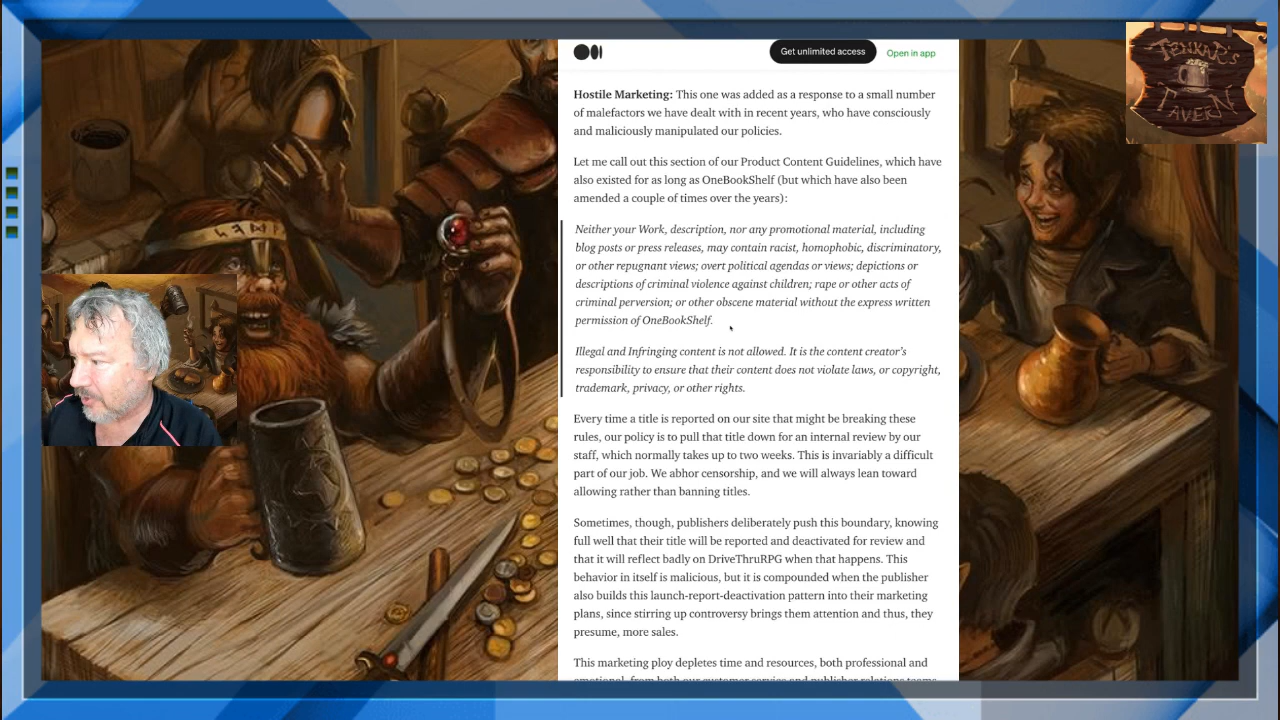 TENKAR'S
TAVERN
Get unlimited access
Open in app
Hostile Marketing: This one was added as a response to a small number
of malefactors we have dealt with in recent years, who have consciously
and maliciously manipulated our policies.
Let me call out this section of our Product Content Guidelines, which have
also existed for as long as OneBookShelf (but which have also been
amended a couple of times over the years):
Neither your Work, description, nor any promotional material, including
blog posts or press releases, may contain racist, homophobic, discriminatory,
or other repugnant views; overt political agendas or views; depictions or
descriptions of criminal violence against children; rape or other acts of
criminal perversion; or other obscene material without the express written
permission of OneBookShelf.
Illegal and Infringing content is not allowed. It is the content creator's
responsibility to ensure that their content does not violate laws, or copyright,
trademark, privacy, or other rights.
Every time a title is reported on our site that might be breaking these
rules, our policy is to pull that title down for an internal review by our
staff, which normally takes up to two weeks. This is invariably a difficult
part of our job. We abhor censorship, and we will always lean toward
allowing rather than banning titles.
Sometimes, though, publishers deliberately push this boundary, knowing
full well that their title will be reported and deactivated for review and
that it will reflect badly on DriveThruRPG when that happens. This
behavior in itself is malicious, but it is compounded when the publisher
also builds this launch-report-deactivation pattern into their marketing
plans, since stirring up controversy brings them attention and thus, they
presume, more sales.
This marketing ploy depletes time and resources, both professional and
emotional, from both our customer service and publisher relations teams